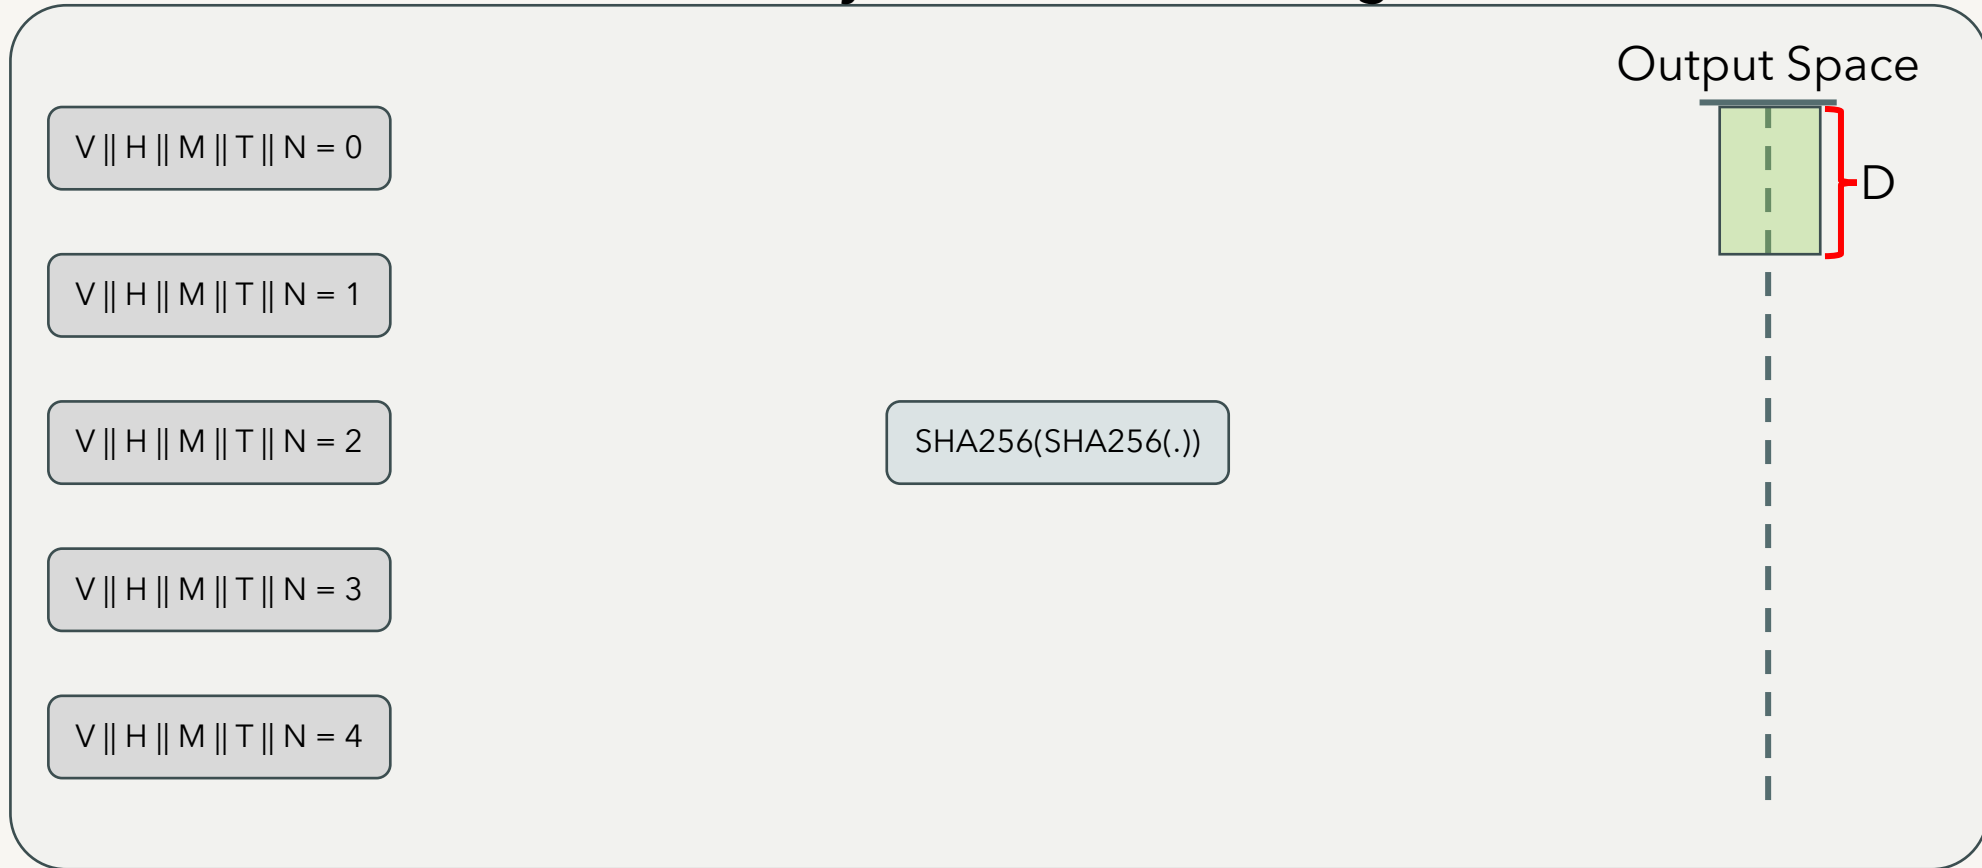 Output Space
V || H || M || T || N = 0
D
V || H || M || T || N = 1
V || H || M || T || N = 2
SHA256(SHA256(.))
V || H || M || T || N = 3
V || H || M || T || N = 4